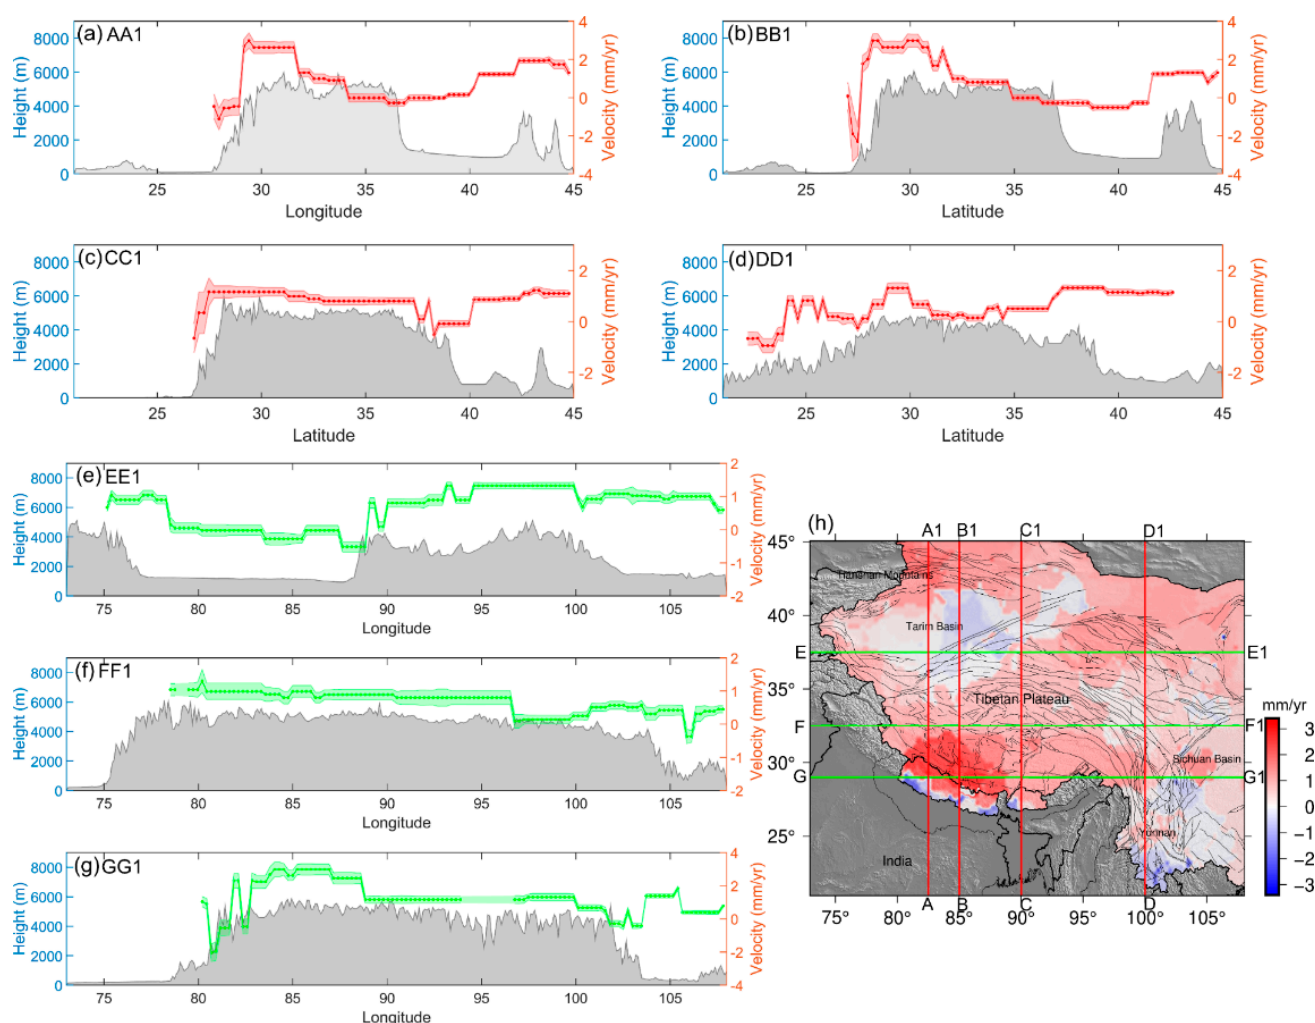 (a) AA1
Height (m)
8000
6000
4000
2000
0
4
2
0
-2
-4
Velocity (mm/yr)
25 30 35 40 45
Longitude
(b) BB1
Height (m)
8000
6000
4000
2000
0
4
2
0
-2
-4
Velocity (mm/yr)
25 30 35 40 45
Latitude
(c) CC1
Height (m)
8000
6000
4000
2000
0
2
0
-2
Velocity (mm/yr)
25 30 35 40 45
Latitude
(d) DD1
Height (m)
8000
6000
4000
2000
0
2
0
-2
Velocity (mm/yr)
25 30 35 40 45
Latitude
(e) EE1
Height (m)
8000
6000
4000
2000
0
2
1
0
-1
-2
Velocity (mm/yr)
75 80 85 90 95 100 105
Longitude
(f) FF1
Height (m)
8000
6000
4000
2000
0
2
1
0
-1
-2
Velocity (mm/yr)
75 80 85 90 95 100 105
Longitude
(g) GG1
Height (m)
8000
6000
4000
2000
0
4
2
0
-2
-4
Velocity (mm/yr)
75 80 85 90 95 100 105
Longitude
(h)
A1 B1 C1 D1
45°
Tianshan Mountains
40°
Tarim Basin
E E1
35°
Tibetan Plateau
F F1
30°
Sichuan Basin
G G1
25°
Yunnan
India
A B C D
75° 80° 85° 90° 95° 100° 105°
mm/yr
3
2
1
0
-1
-2
-3